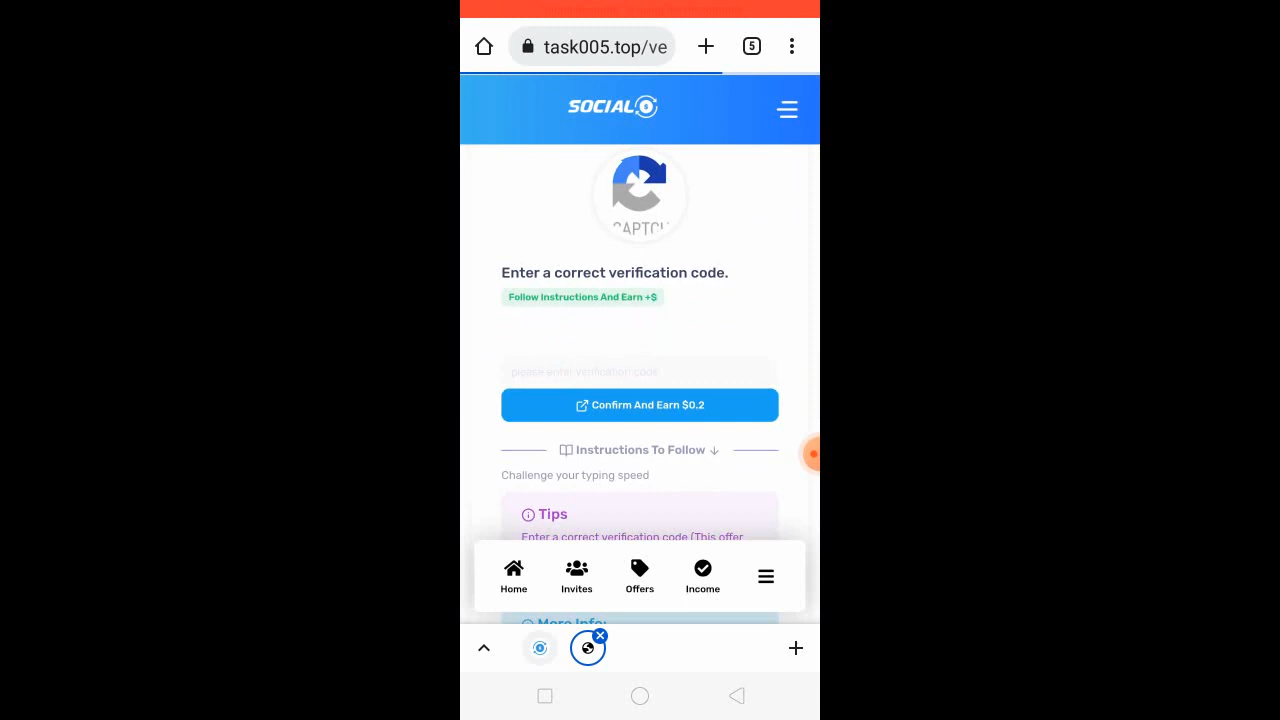 task005.top/ve
5
SOCIAL
CAPTCH
Enter a correct verification code.
Follow Instructions And Earn +$
please enter verification code
Confirm And Earn $0.2
Instructions To Follow ↓
Challenge your typing speed
Tips
Enter a correct verification code (This offer
Home Invites Offers Income
More Info: